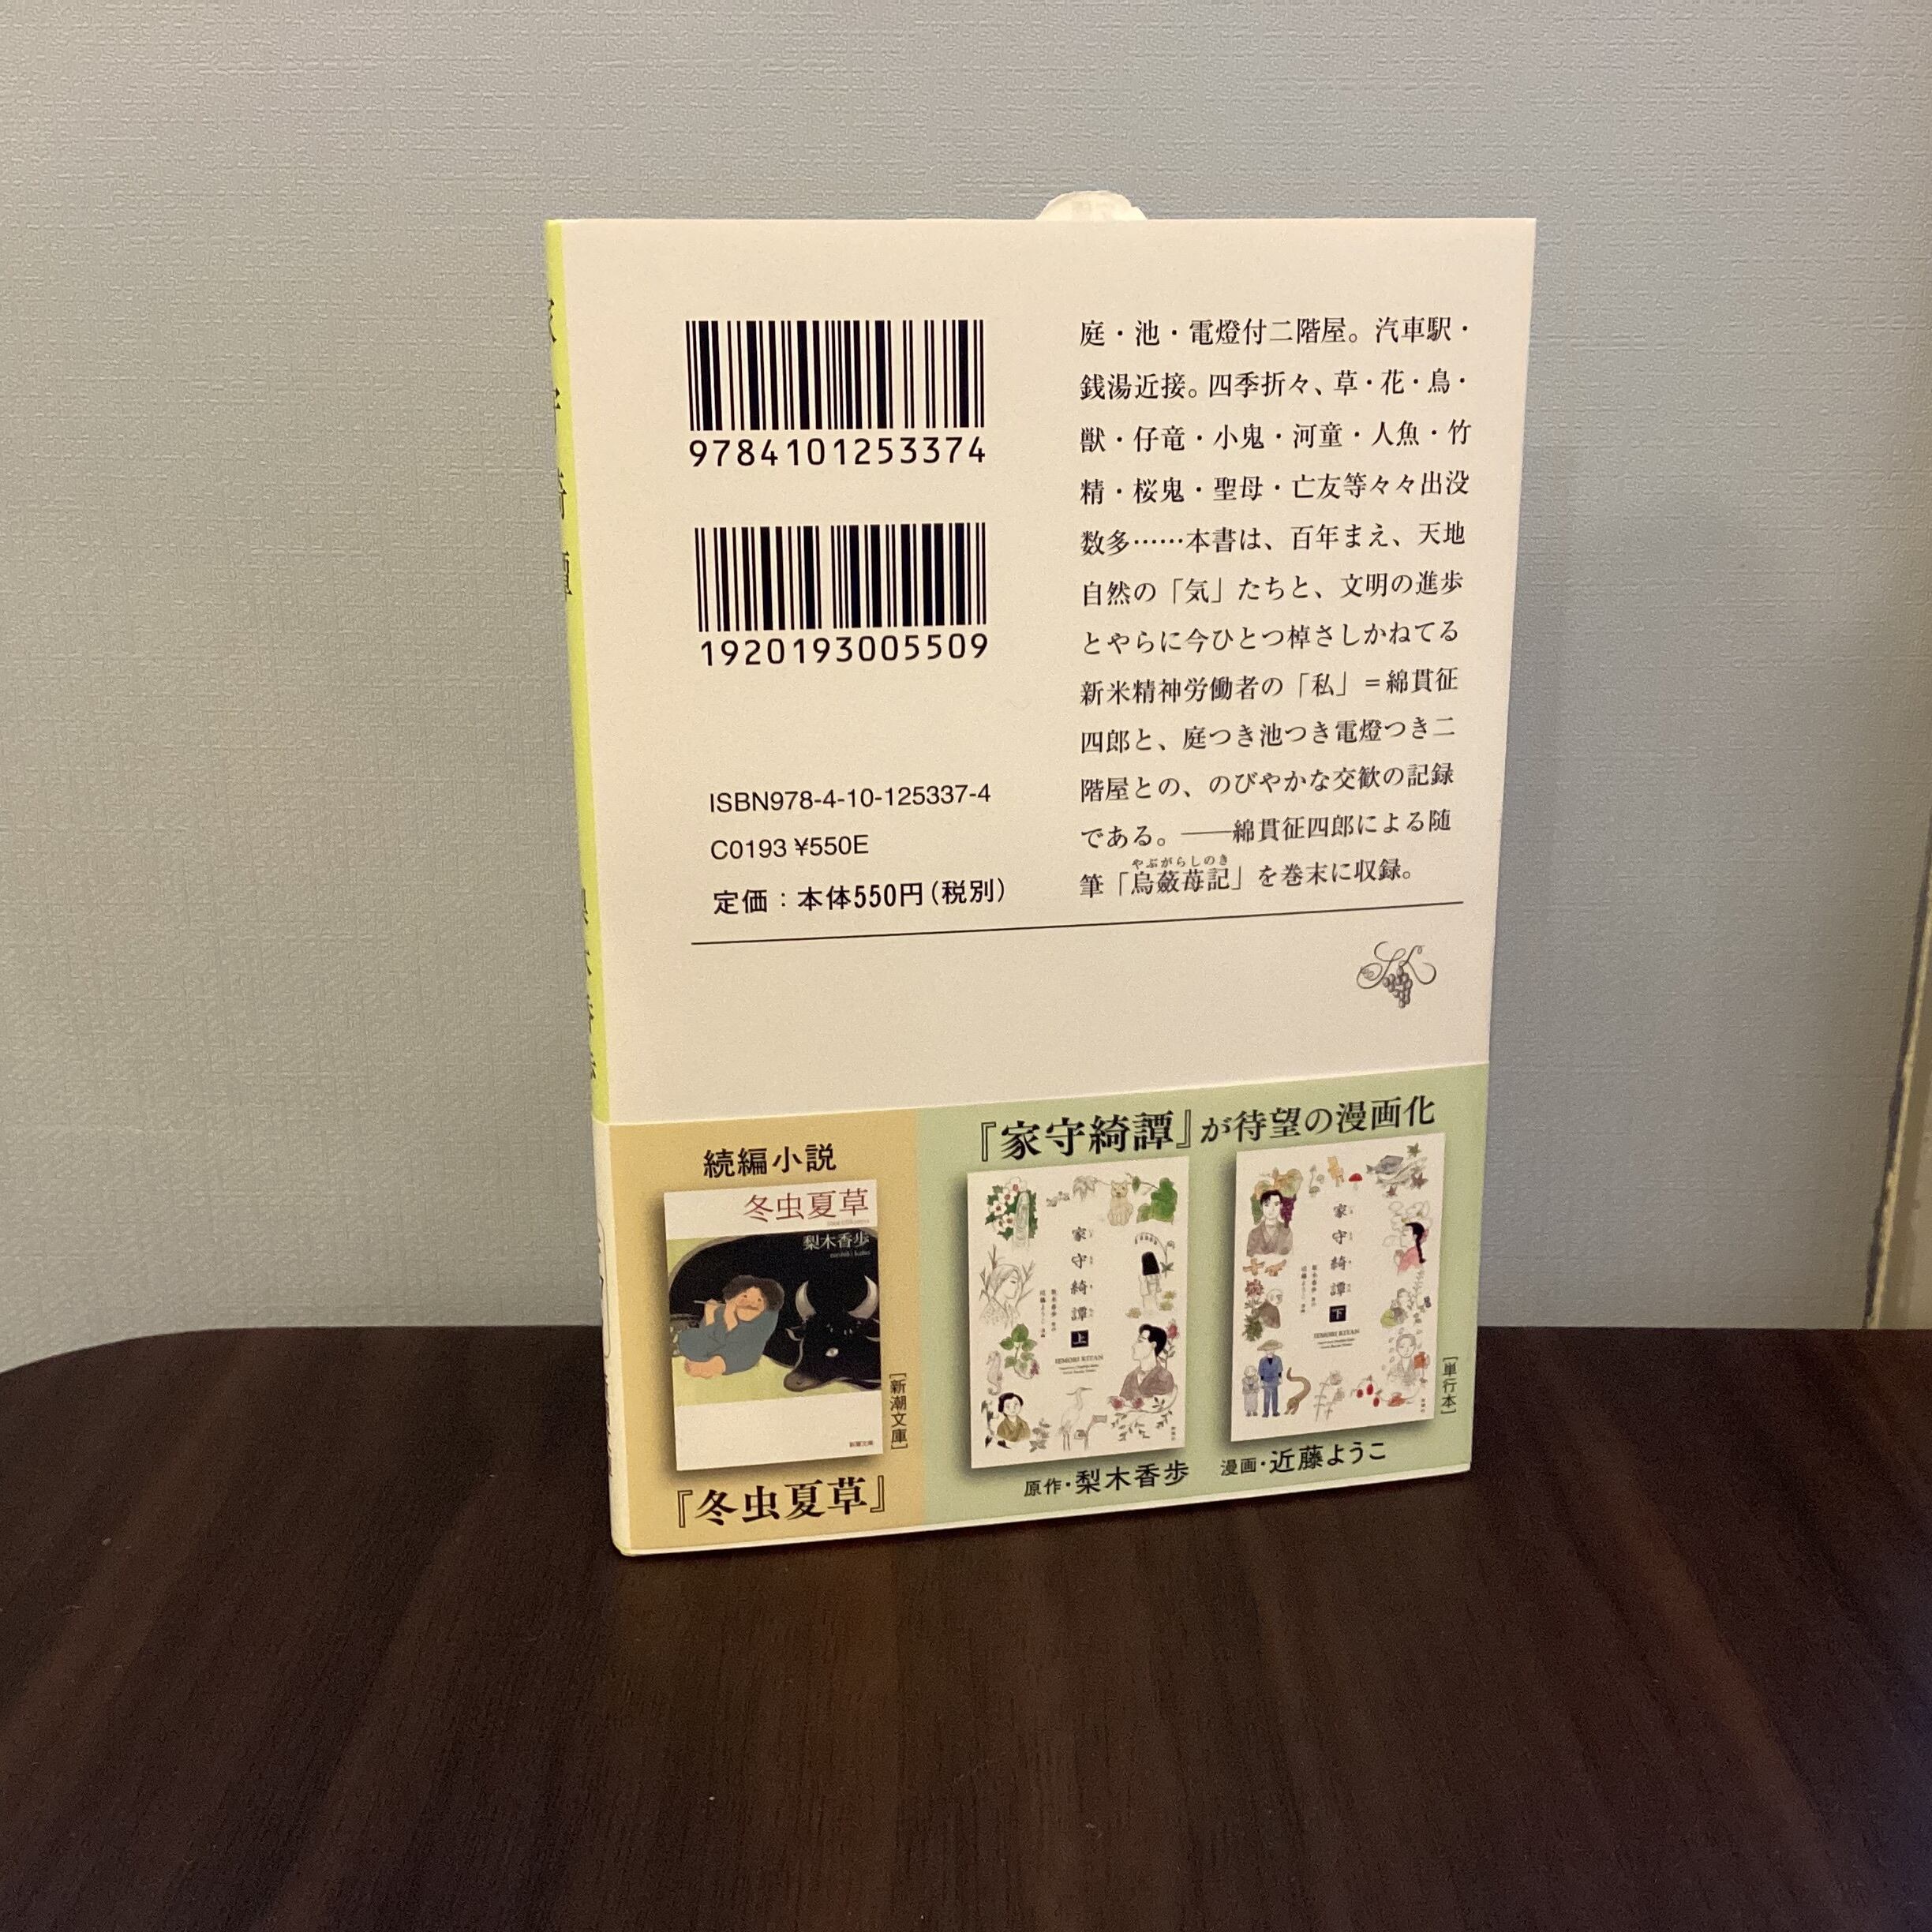 9784101253374
1920193005509
ISBN978-4-10-125337-4
C0193 ¥550E
定価：本体550円（税別）
庭・池・電燈付二階屋。汽車駅・
銭湯近接。四季折々、草・花・鳥・
獣・仔竜・小鬼・河童・人魚・竹
精・桜鬼・聖母・亡友等々々出没
数多……本書は、百年まえ、天地
自然の「気」たちと、文明の進歩
とやらに今ひとつ棹さしかねてる
新米精神労働者の「私」＝綿貫征
四郎と、庭つき池つき電燈つき二
階屋との、のびやかな交歓の記録
である。――綿貫征四郎による随
やぶがらしのき
筆「烏蘞苺記」を巻末に収録。
続編小説
冬虫夏草
梨木香歩
新潮文庫
［新潮文庫］
『冬虫夏草』
『家守綺譚』が待望の漫画化
家守綺譚
上
IEMORI KITAN
家守綺譚
下
IEMORI KITAN
［単行本］
原作・梨木香歩
漫画・近藤ようこ